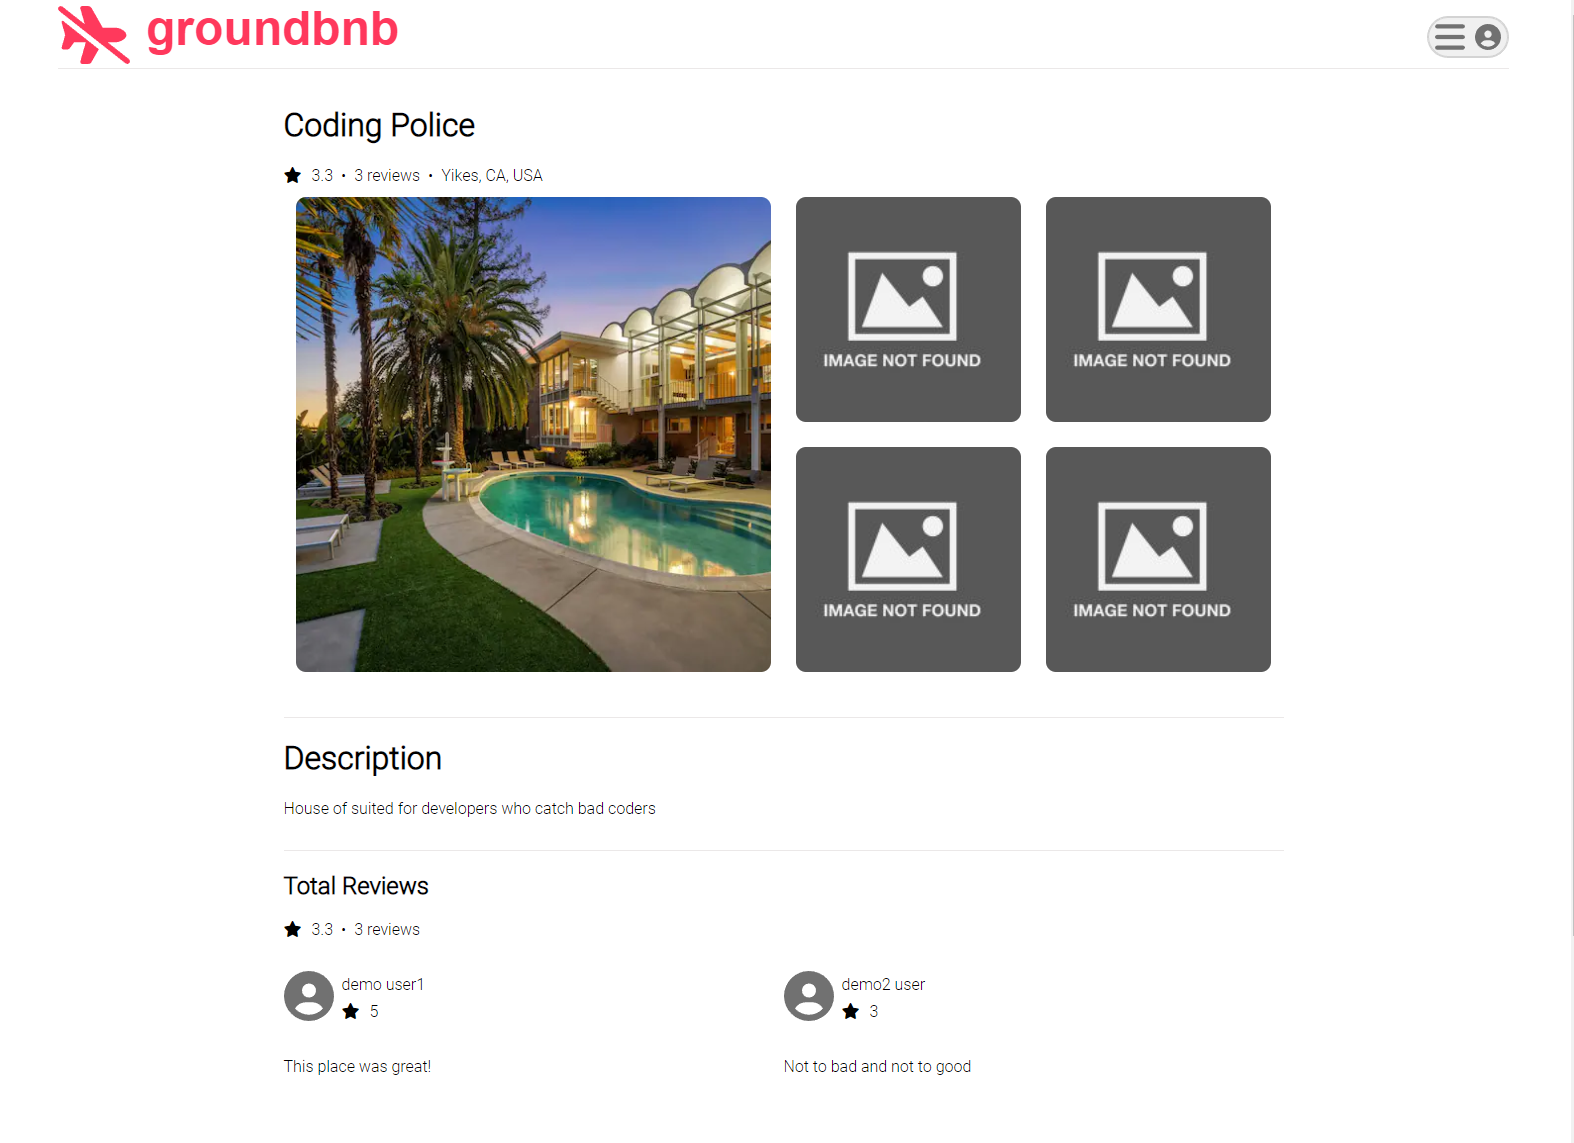 groundbnb
Coding Police
3.3 • 3 reviews • Yikes, CA, USA
IMAGE NOT FOUND
IMAGE NOT FOUND
IMAGE NOT FOUND
IMAGE NOT FOUND
Description
House of suited for developers who catch bad coders
Total Reviews
3.3 • 3 reviews
demo user1
5
This place was great!
demo2 user
3
Not to bad and not to good